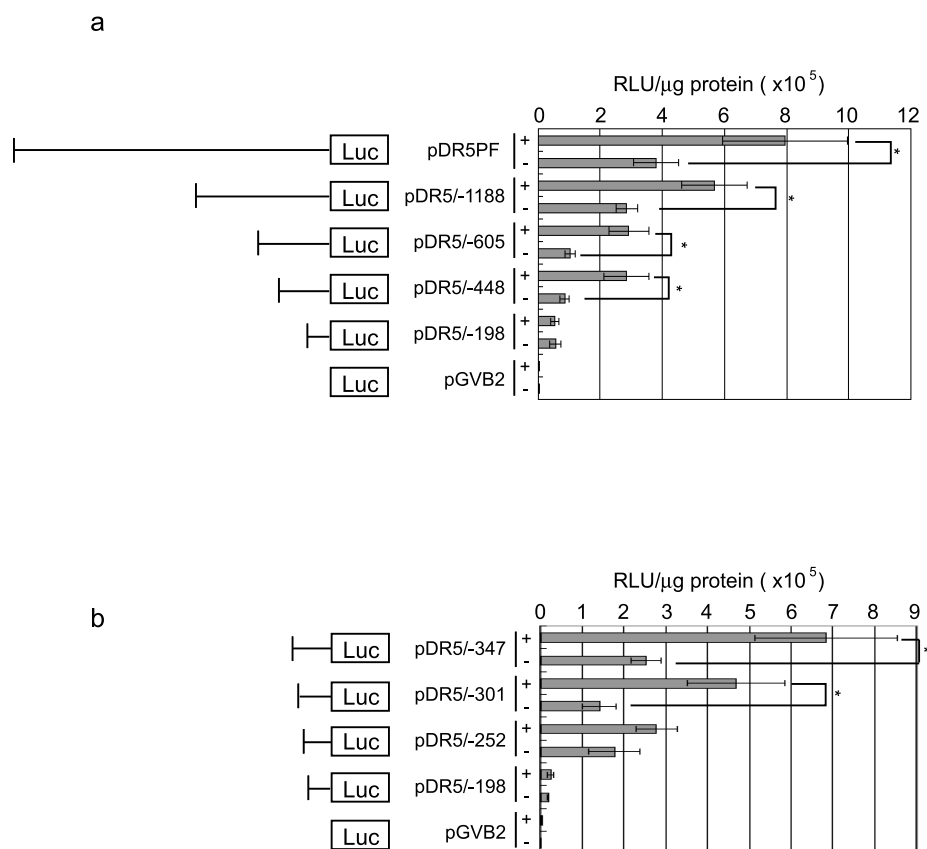 a
RLU/µg protein ( x10⁵)
0 2 4 6 8 10 12
Luc pDR5PF + - *
Luc pDR5/-1188 + - *
Luc pDR5/-605 + - *
Luc pDR5/-448 + - *
Luc pDR5/-198 + -
Luc pGVB2 + -
b
RLU/µg protein ( x10⁵)
0 1 2 3 4 5 6 7 8 9
Luc pDR5/-347 + - *
Luc pDR5/-301 + - *
Luc pDR5/-252 + -
Luc pDR5/-198 + -
Luc pGVB2 + -